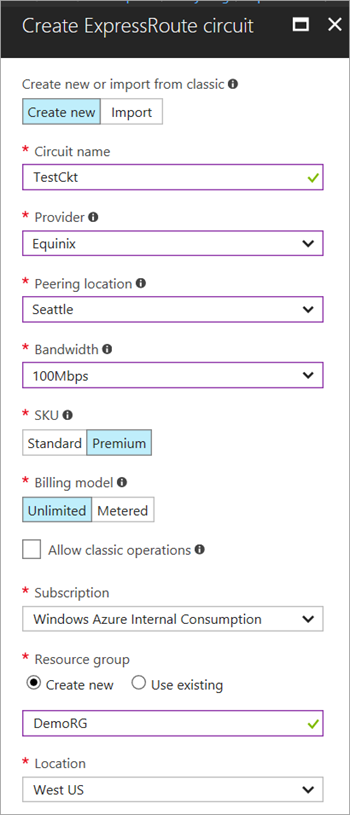 Create ExpressRoute circuit
Create new or import from classic
Create new Import
* Circuit name
TestCkt
* Provider
Equinix
* Peering location
Seattle
* Bandwidth
100Mbps
* SKU
Standard Premium
* Billing model
Unlimited Metered
Allow classic operations
* Subscription
Windows Azure Internal Consumption
* Resource group
Create new Use existing
DemoRG
* Location
West US